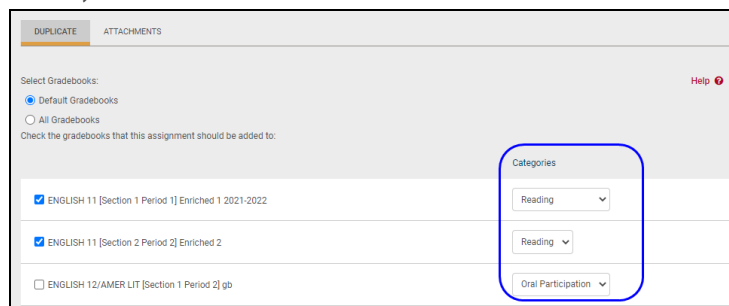 DUPLICATE ATTACHMENTS
Select Gradebooks: Help
Default Gradebooks
All Gradebooks
Check the gradebooks that this assignment should be added to:
Categories
ENGLISH 11 [Section 1 Period 1] Enriched 1 2021-2022 Reading
ENGLISH 11 [Section 2 Period 2] Enriched 2 Reading
ENGLISH 12/AMER LIT [Section 1 Period 2] gb Oral Participation